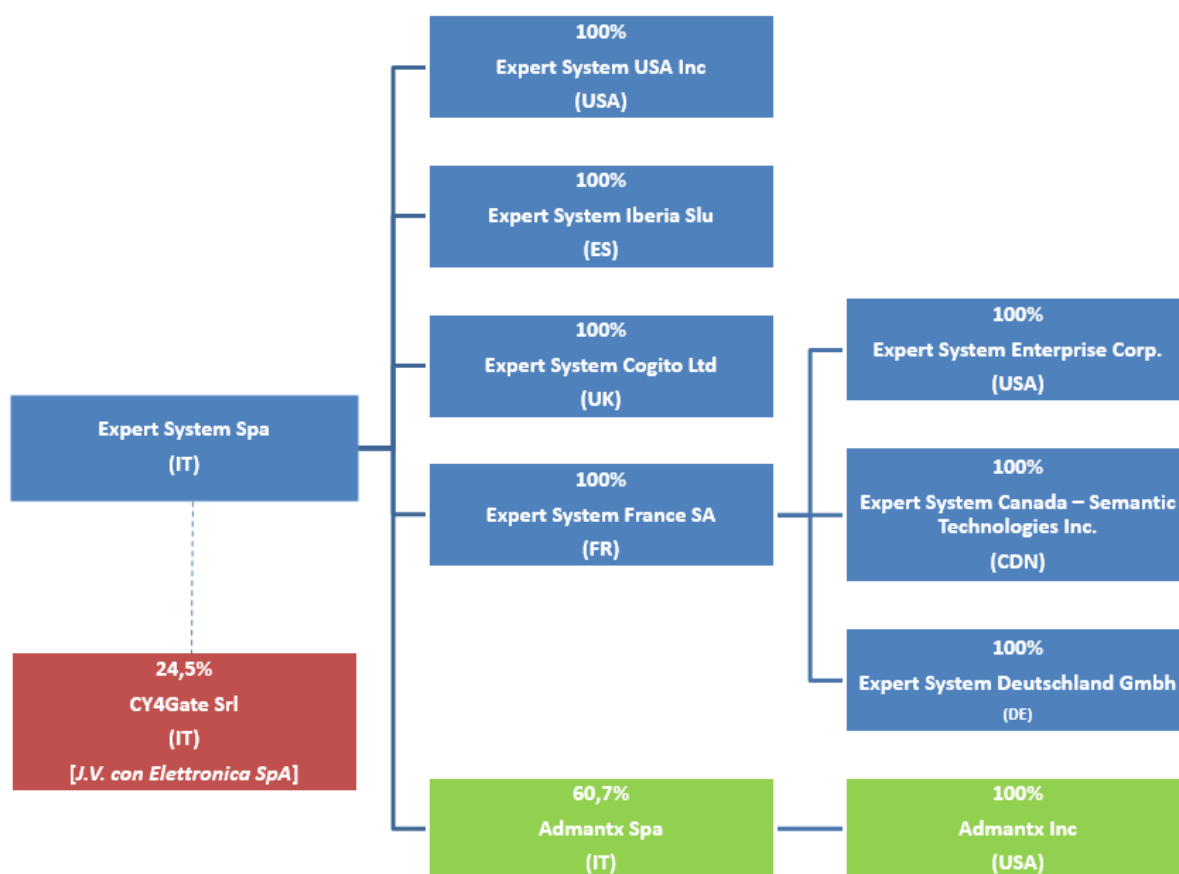 100%
Expert System USA Inc
(USA)
100%
Expert System Iberia Slu
(ES)
100%
Expert System Cogito Ltd
(UK)
100%
Expert System Enterprise Corp.
(USA)
Expert System Spa
(IT)
100%
Expert System France SA
(FR)
100%
Expert System Canada – Semantic
Technologies Inc.
(CDN)
24,5%
CY4Gate Srl
(IT)
[J.V. con Elettronica SpA]
100%
Expert System Deutschland Gmbh
(DE)
60,7%
Admantx Spa
(IT)
100%
Admantx Inc
(USA)